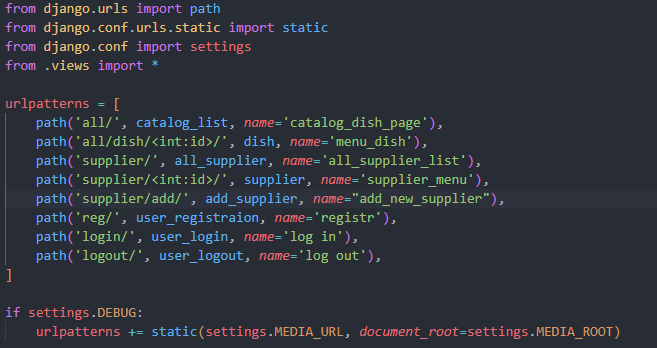 from django.urls import path
from django.conf.urls.static import static
from django.conf import settings
from .views import *

urlpatterns = [
    path('all/', catalog_list, name='catalog_dish_page'),
    path('all/dish/<int:id>/', dish, name='menu_dish'),
    path('supplier/', all_supplier, name='all_supplier_list'),
    path('supplier/<int:id>/', supplier, name='supplier_menu'),
    path('supplier/add/', add_supplier, name="add_new_supplier"),
    path('reg/', user_registraion, name='registr'),
    path('login/', user_login, name='log in'),
    path('logout/', user_logout, name='log out'),
]

if settings.DEBUG:
    urlpatterns += static(settings.MEDIA_URL, document_root=settings.MEDIA_ROOT)